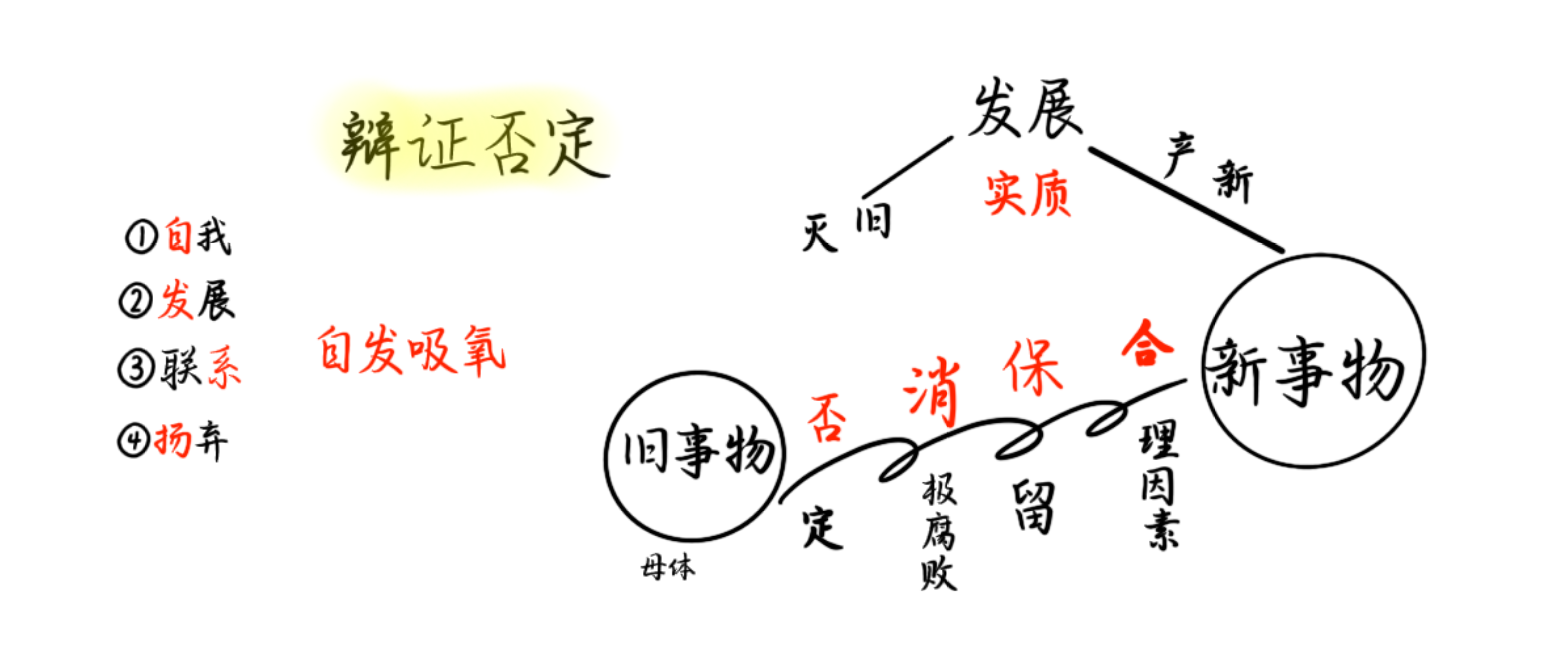 辩证否定
①自我
②发展
③联系
④扬弃
自发吸氧
发展
实质
灭旧
产新
旧事物
母体
否定
消极腐败
保留
合理因素
新事物